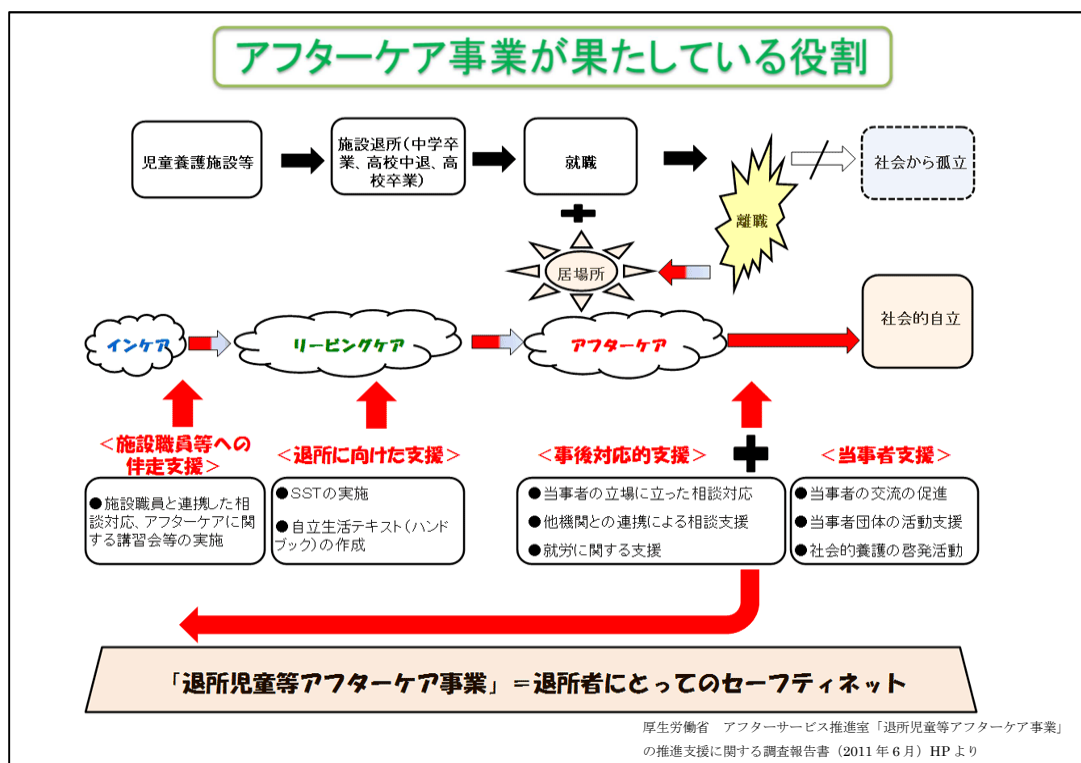 アフターケア事業が果たしている役割
児童養護施設等
施設退所(中学卒
業、高校中退、高
校卒業)
就職
離職
社会から孤立
居場所
社会的自立
インケア
リービングケア
アフターケア
<施設職員等への
伴走支援>
●施設職員と連携した相
談対応、アフターケアに関
する講習会等の実施
<退所に向けた支援>
●SSTの実施
●自立生活テキスト(ハンド
ブック)の作成
<事後対応的支援>
●当事者の立場に立った相談対応
●他機関との連携による相談支援
●就労に関する支援
<当事者支援>
●当事者の交流の促進
●当事者団体の活動支援
●社会的養護の啓発活動
「退所児童等アフターケア事業」=退所者にとってのセーフティネット
厚生労働省 アフターサービス推進室「退所児童等アフターケア事業」
の推進支援に関する調査報告書(2011年6月)HPより